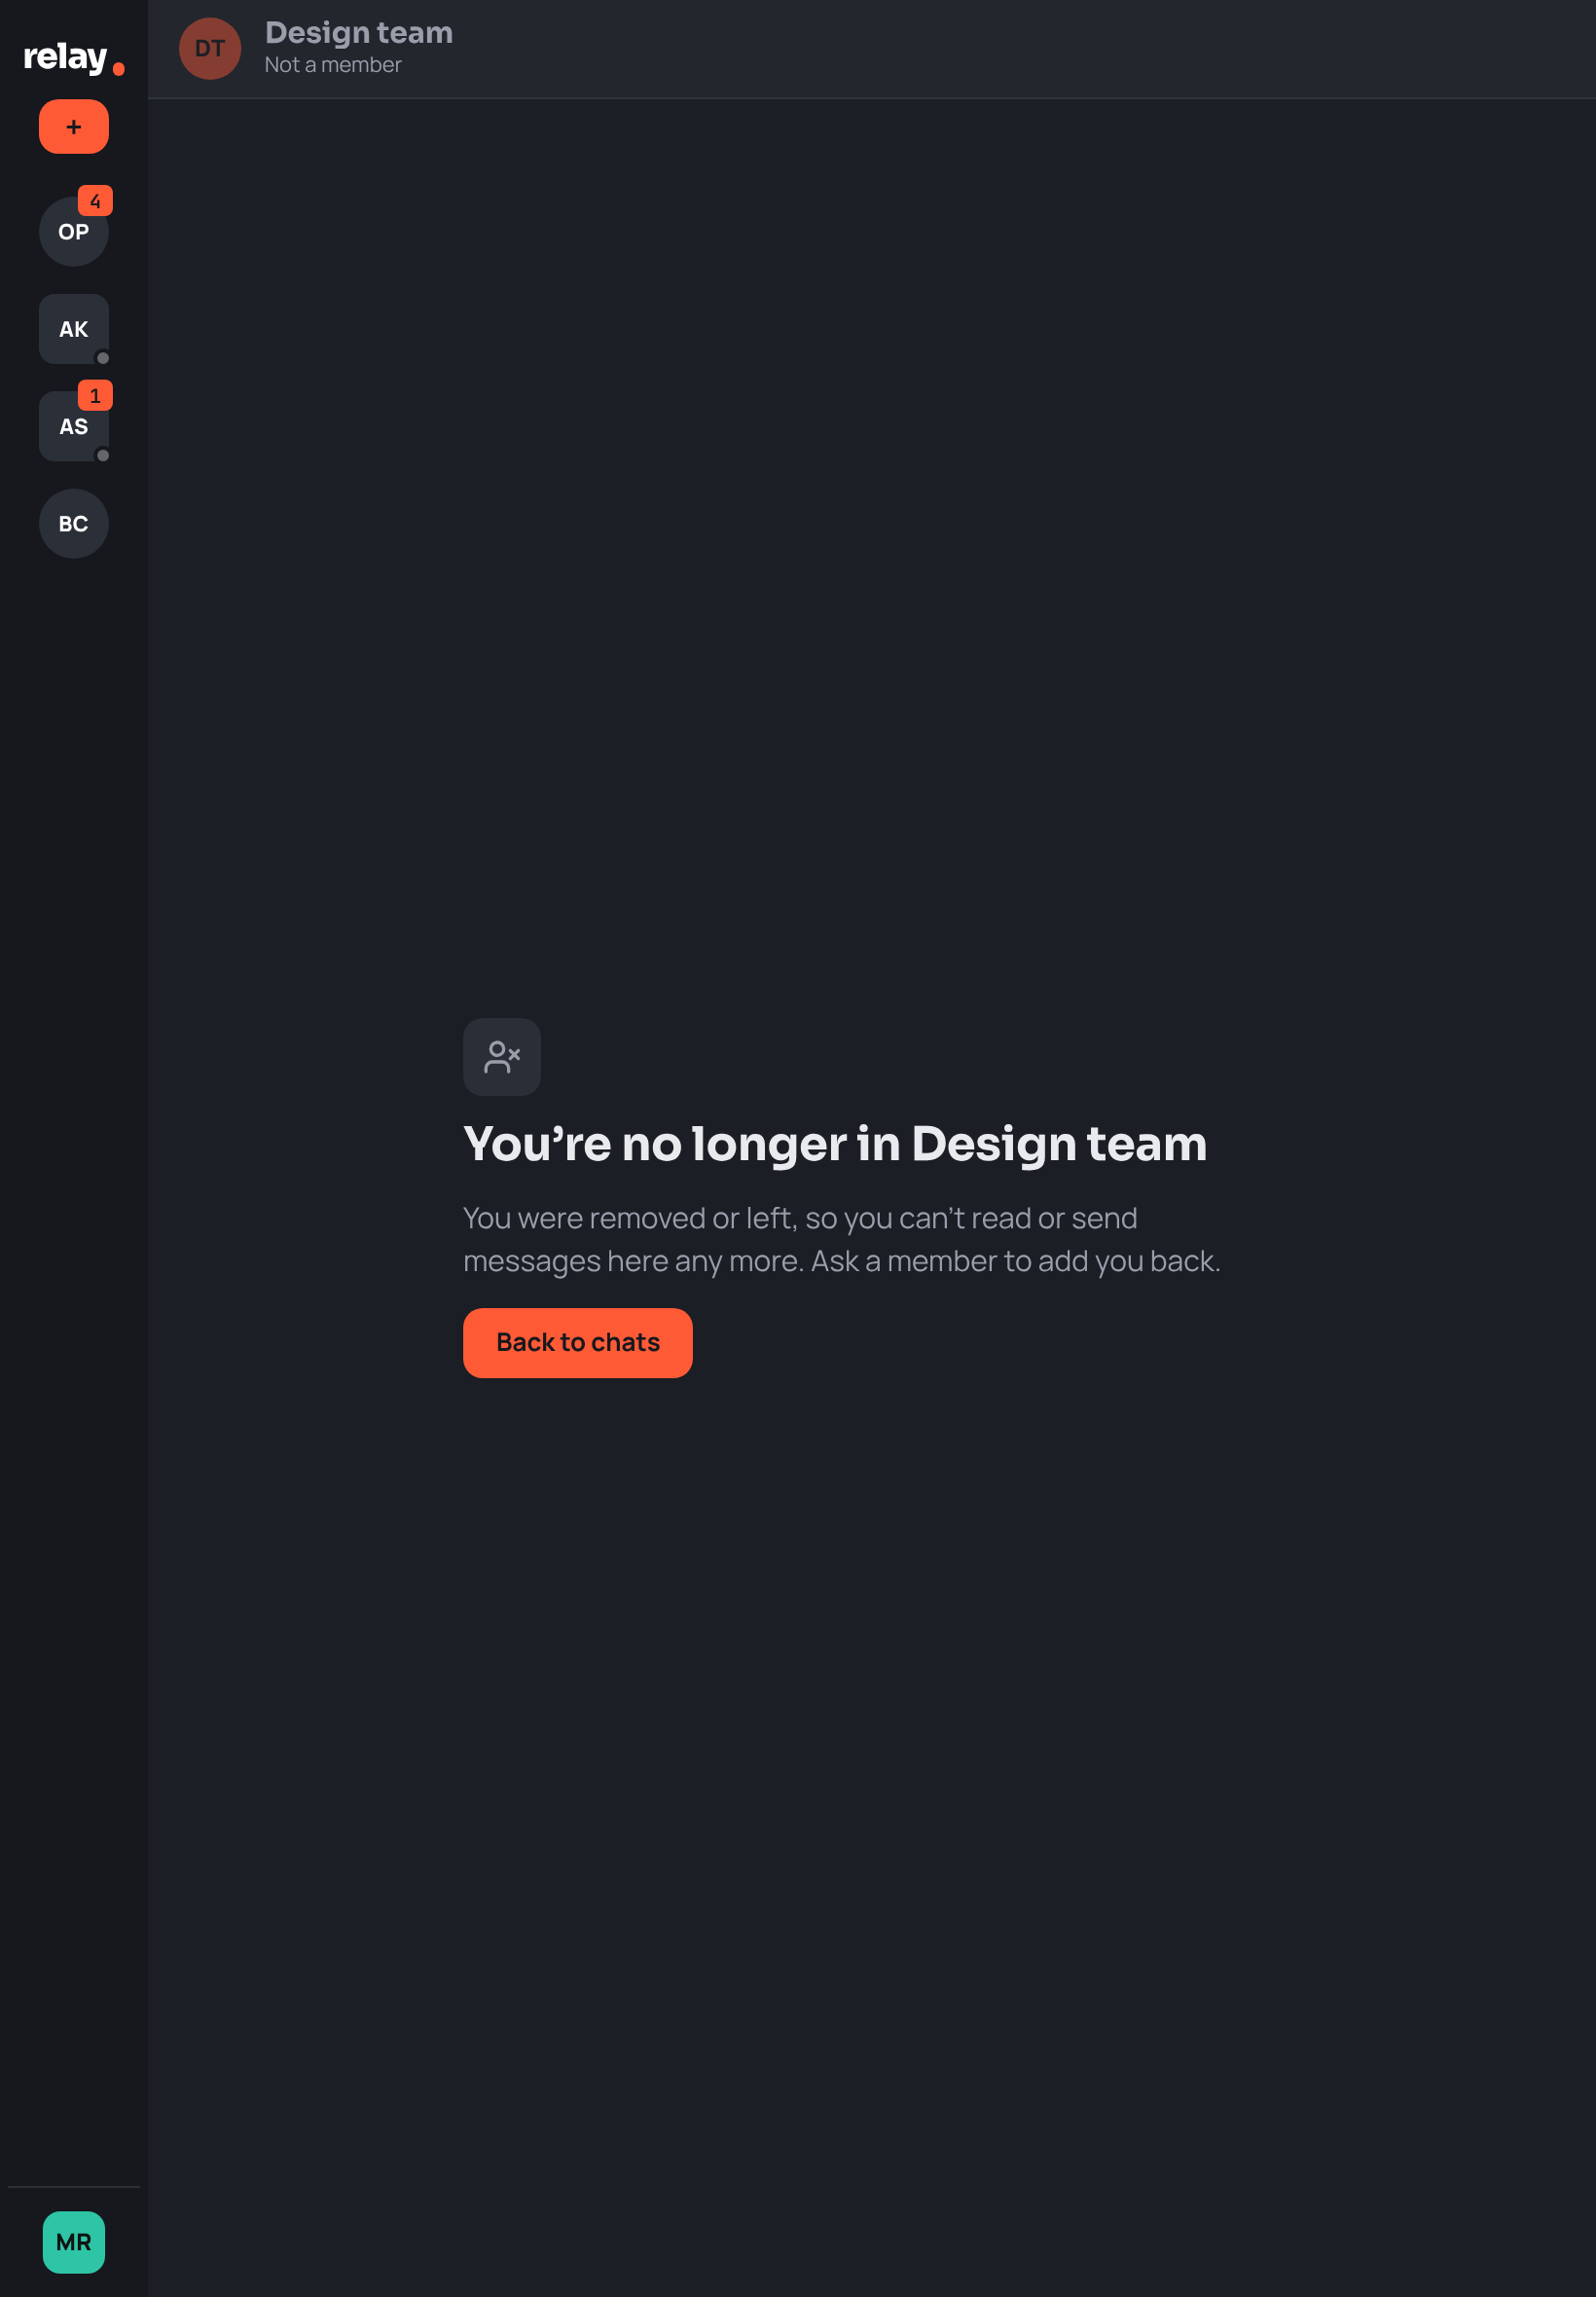 relay.
+
4
OP
AK
1
AS
BC
MR
DT
Design team
Not a member
You’re no longer in Design team
You were removed or left, so you can’t read or send
messages here any more. Ask a member to add you back.
Back to chats